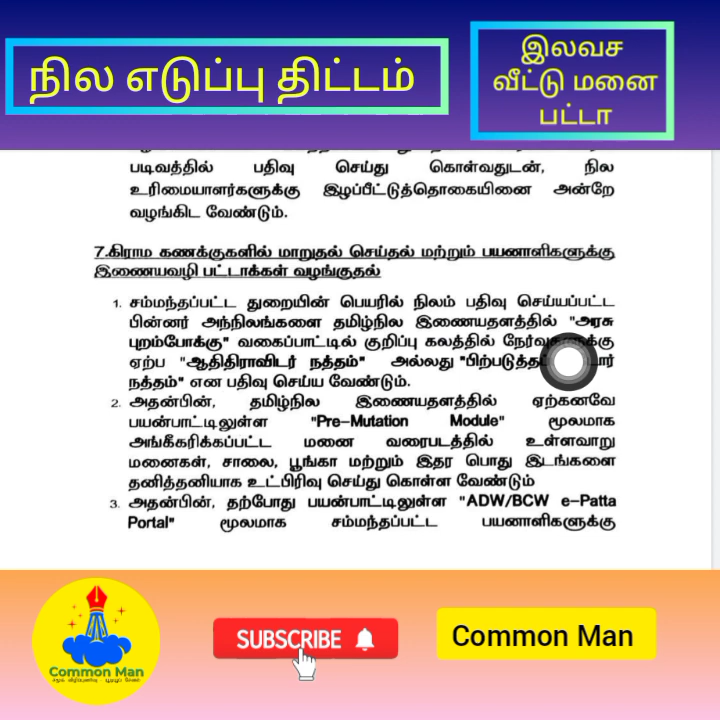 நில எடுப்பு திட்டம்
இலவச
வீட்டு மனை
பட்டா
படிவத்தில் பதிவு செய்து கொள்வதுடன், நில
உரிமையாளர்களுக்கு இழப்பீட்டுத்தொகையினை அன்றே
வழங்கிட வேண்டும்.
7.கிராம கணக்குகளில் மாறுதல் செய்தல் மற்றும் பயனாளிகளுக்கு
இணையவழி பட்டாக்கள் வழங்குதல்
1. சம்மந்தப்பட்ட துறையின் பெயரில் நிலம் பதிவு செய்யப்பட்ட
பின்னர் அந்நிலங்களை தமிழ்நில இணையதளத்தில் "அரசு
புறம்போக்கு" வகைப்பாட்டில் குறிப்பு கலத்தில்
ஏற்ப "ஆதிதிராவிடர் நத்தம்" அல்லது
நத்தம்" என பதிவு செய்ய வேண்டும்.
2. அதன்பின், தமிழ்நில இணையதளத்தில் ஏற்கனவே
பயன்பாட்டிலுள்ள "Pre-Mutation Module" மூலமாக
அங்கீகரிக்கப்பட்ட மனை வரைபடத்தில் உள்ளவாறு
மனைகள், சாலை, பூங்கா மற்றும் இதர பொது இடங்களை
தனித்தனியாக உட்பிரிவு செய்து கொள்ள வேண்டும்
3. அதன்பின், தற்போது பயன்பாட்டிலுள்ள "ADW/BCW e-Patta
Portal" மூலமாக சம்மந்தப்பட்ட பயனாளிகளுக்கு
Common Man
SUBSCRIBE
Common Man